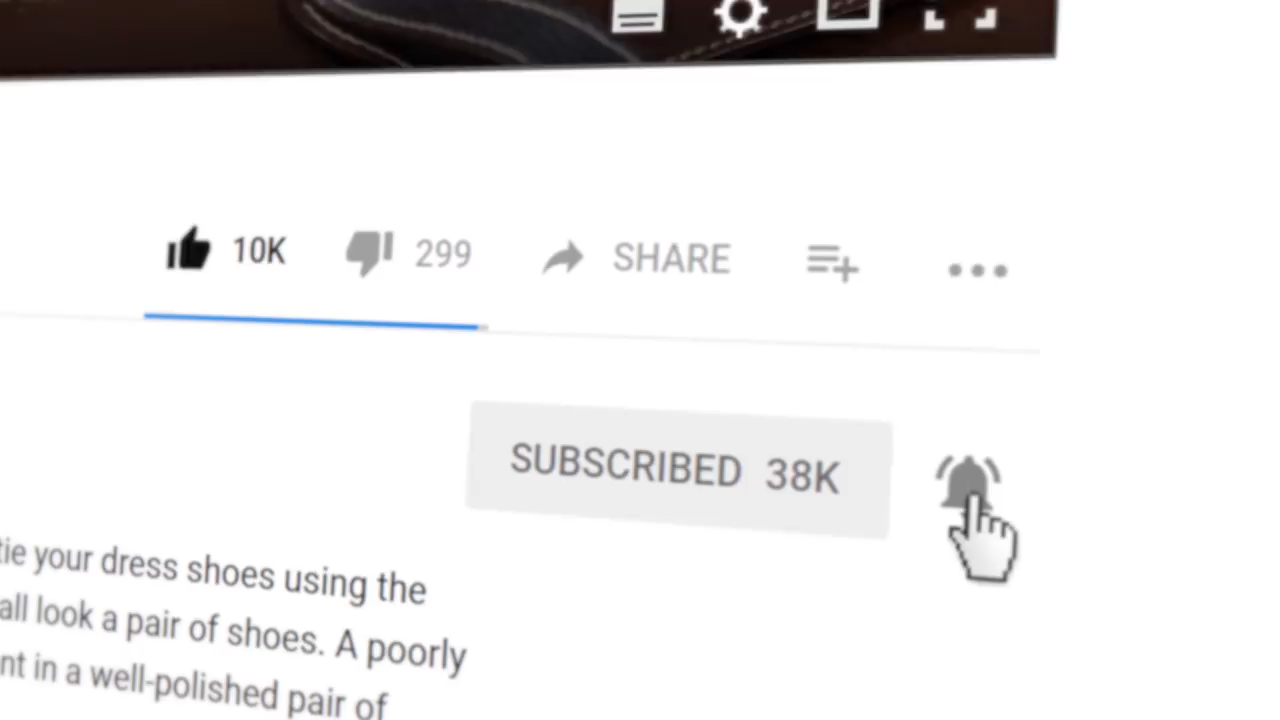 10K 299 SHARE
SUBSCRIBED 38K
tie your dress shoes using the
all look a pair of shoes. A poorly
nt in a well-polished pair of